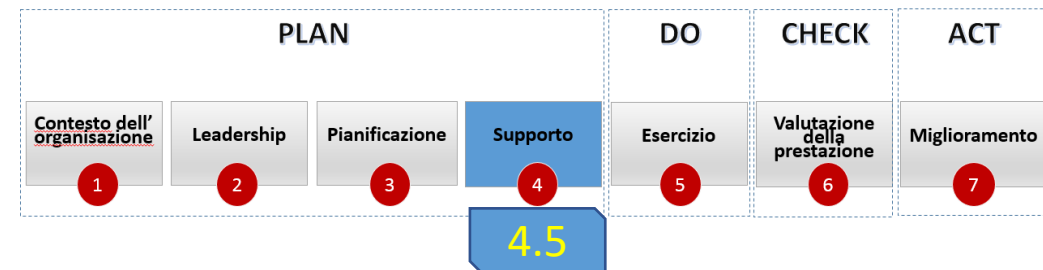 PLAN
DO
CHECK
ACT
Contesto dell’
organisazione
Leadership
Pianificazione
Supporto
Esercizio
Valutazione
della
prestazione
Miglioramento
1
2
3
4
5
6
7
4.5